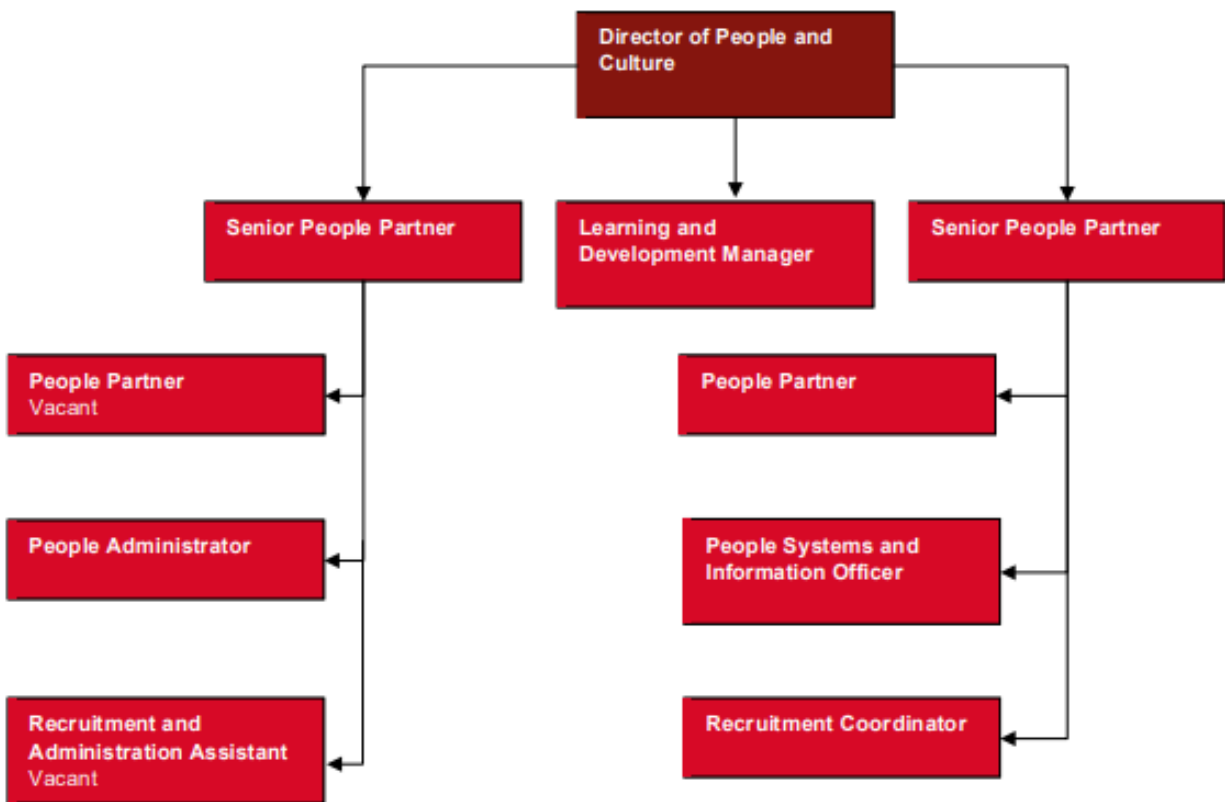 Director of People and
Culture
Senior People Partner
Learning and
Development Manager
Senior People Partner
People Partner
Vacant
People Partner
People Administrator
People Systems and
Information Officer
Recruitment and
Administration Assistant
Vacant
Recruitment Coordinator